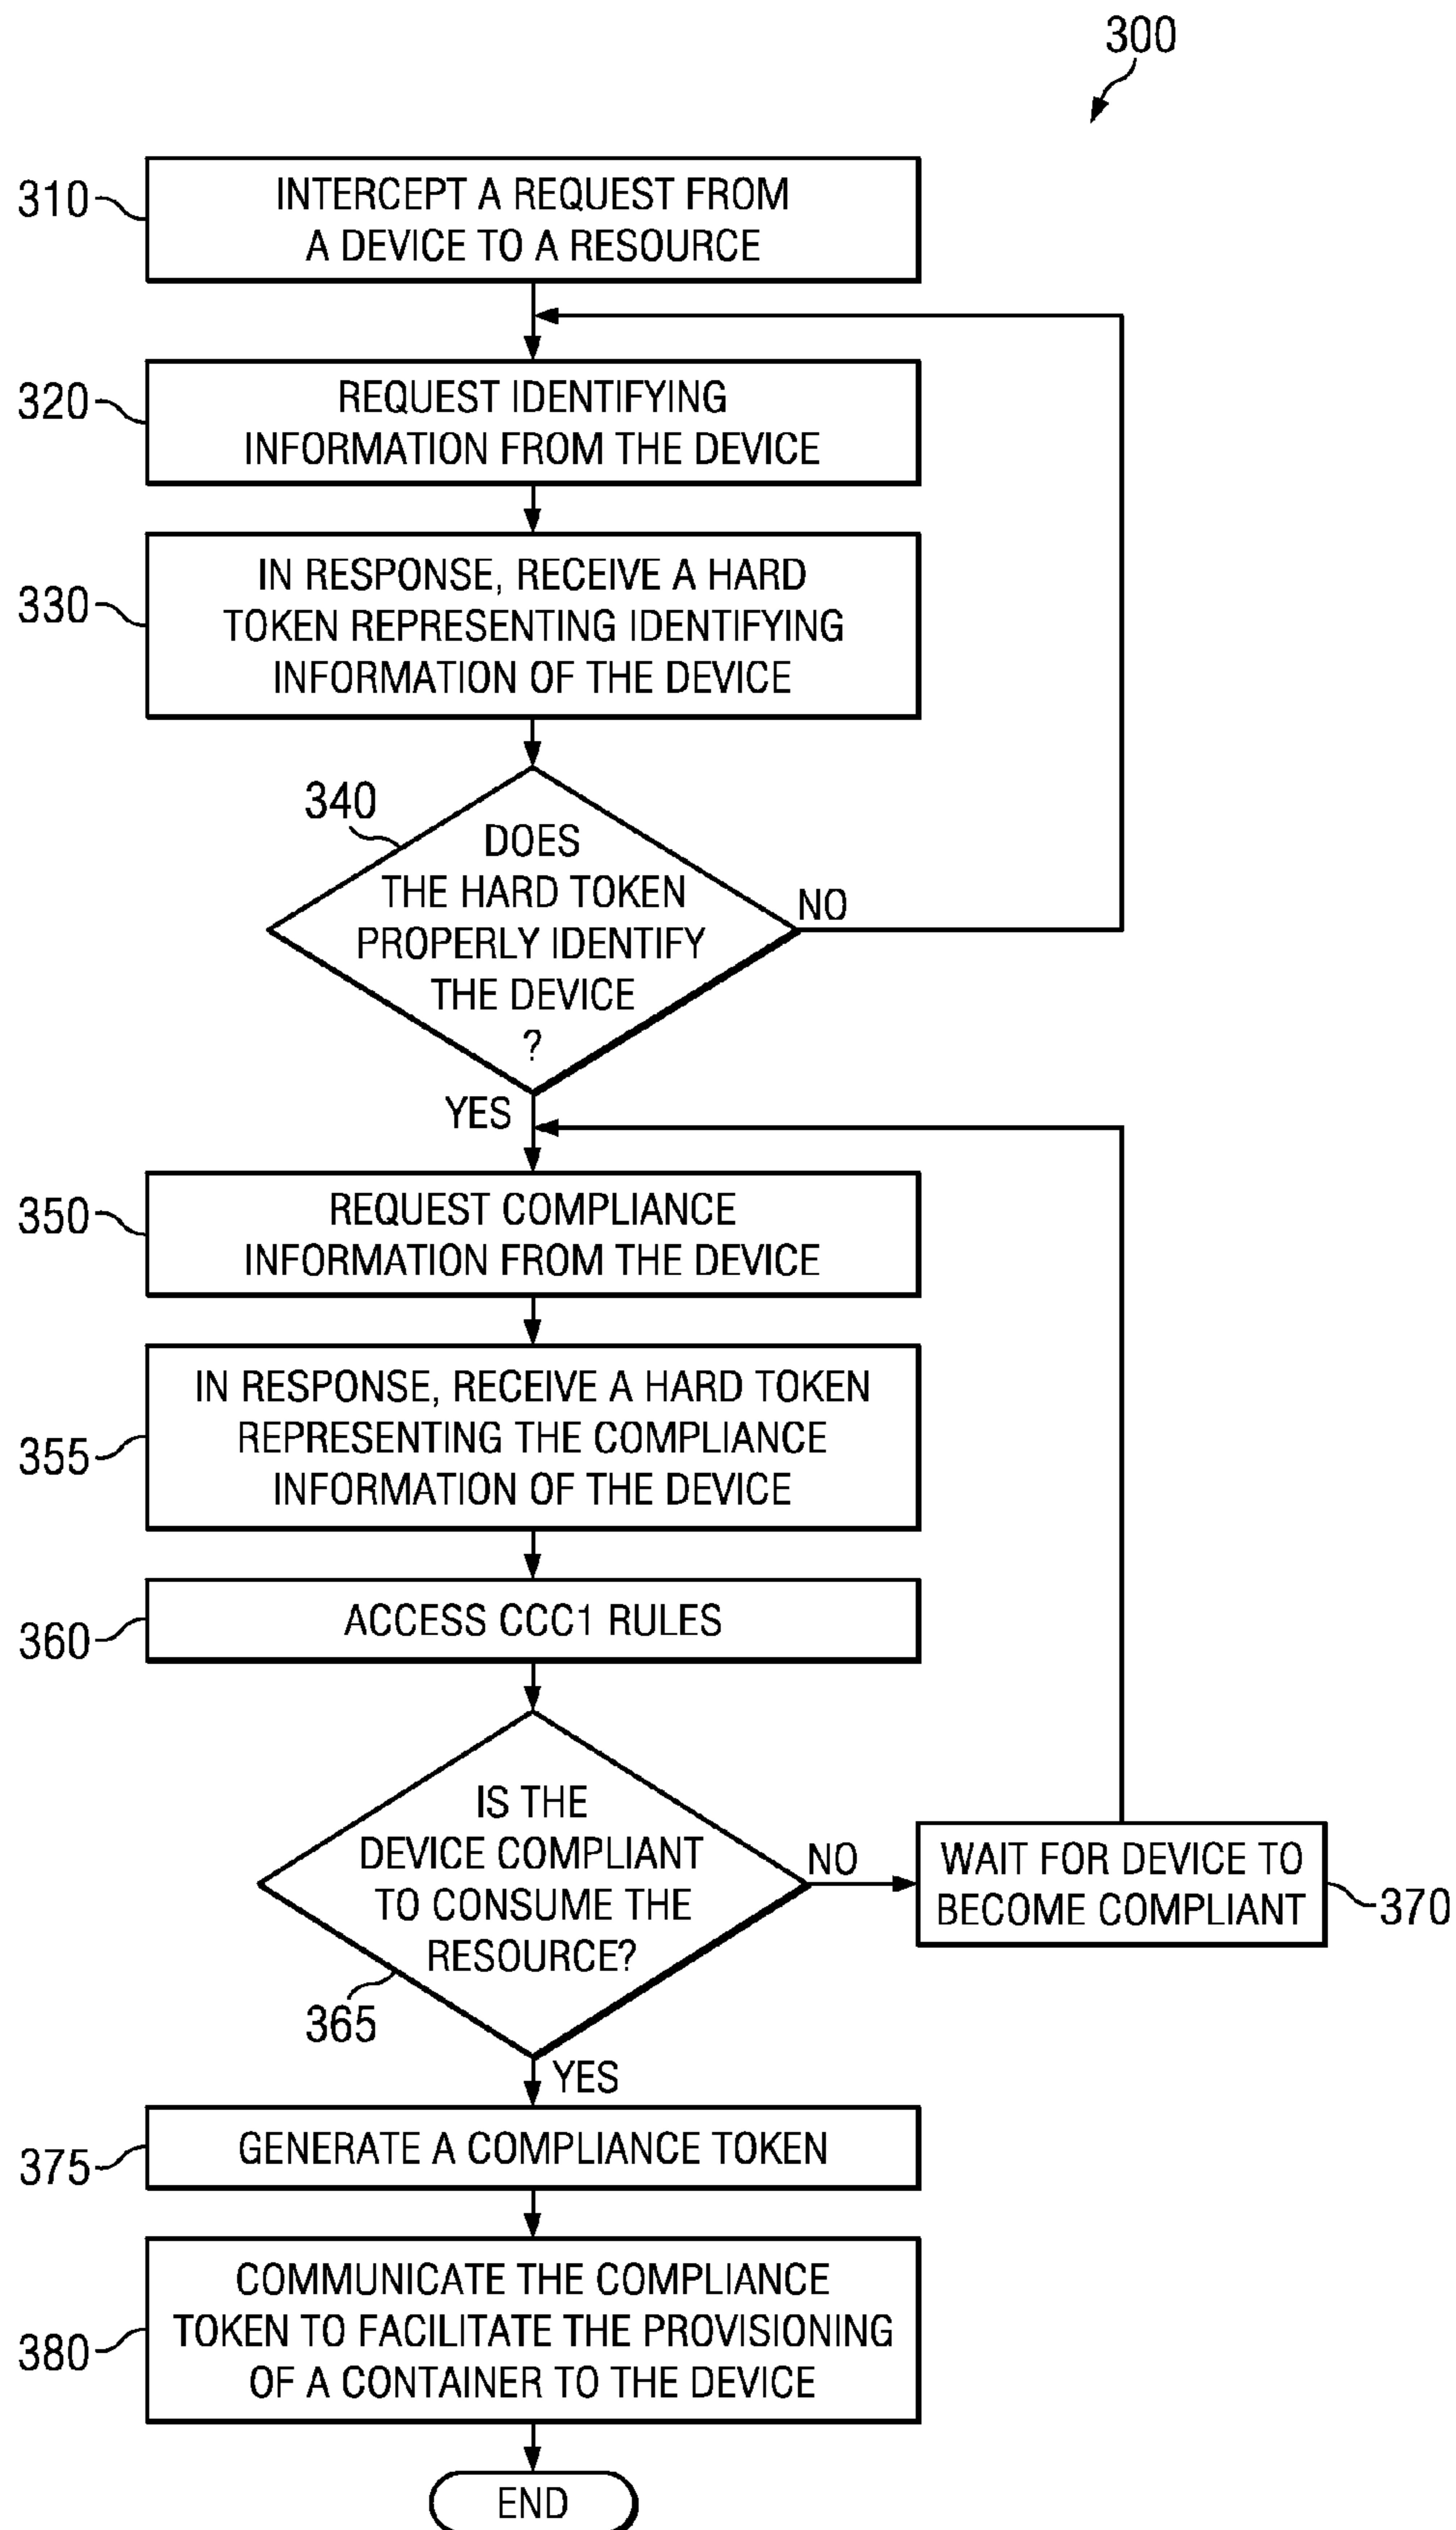 300
310
INTERCEPT A REQUEST FROM
A DEVICE TO A RESOURCE
320
REQUEST IDENTIFYING
INFORMATION FROM THE DEVICE
330
IN RESPONSE, RECEIVE A HARD
TOKEN REPRESENTING IDENTIFYING
INFORMATION OF THE DEVICE
340
DOES
THE HARD TOKEN
PROPERLY IDENTIFY
THE DEVICE
?
NO
YES
350
REQUEST COMPLIANCE
INFORMATION FROM THE DEVICE
355
IN RESPONSE, RECEIVE A HARD TOKEN
REPRESENTING THE COMPLIANCE
INFORMATION OF THE DEVICE
360
ACCESS CCC1 RULES
IS THE
DEVICE COMPLIANT
TO CONSUME THE
RESOURCE?
365
NO
WAIT FOR DEVICE TO
BECOME COMPLIANT
370
YES
375
GENERATE A COMPLIANCE TOKEN
380
COMMUNICATE THE COMPLIANCE
TOKEN TO FACILITATE THE PROVISIONING
OF A CONTAINER TO THE DEVICE
END